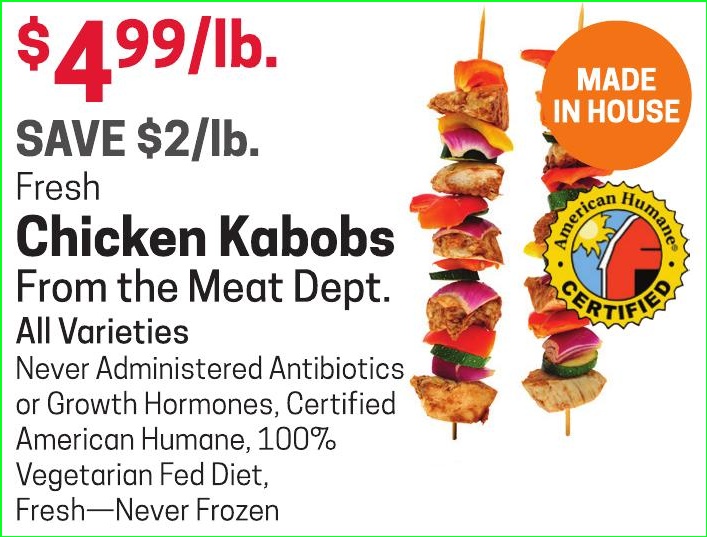 $4.99/lb.
SAVE $2/lb.
Fresh
Chicken Kabobs
From the Meat Dept.
All Varieties
Never Administered Antibiotics
or Growth Hormones, Certified
American Humane, 100%
Vegetarian Fed Diet,
Fresh—Never Frozen
MADE
IN HOUSE
American Humane®
CERTIFIED